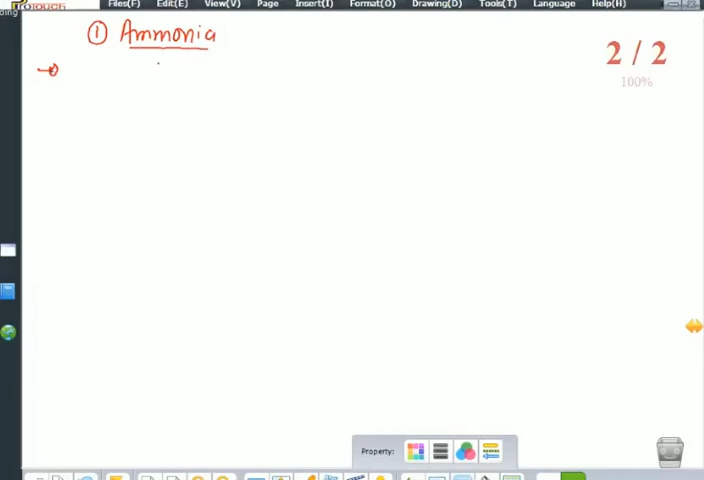 Files(F) Edit(E) View(V) Page Insert(I) Format(O) Drawing(D) Tools(T) Language Help(H)
① Ammonia
2 / 2
100%
Property: